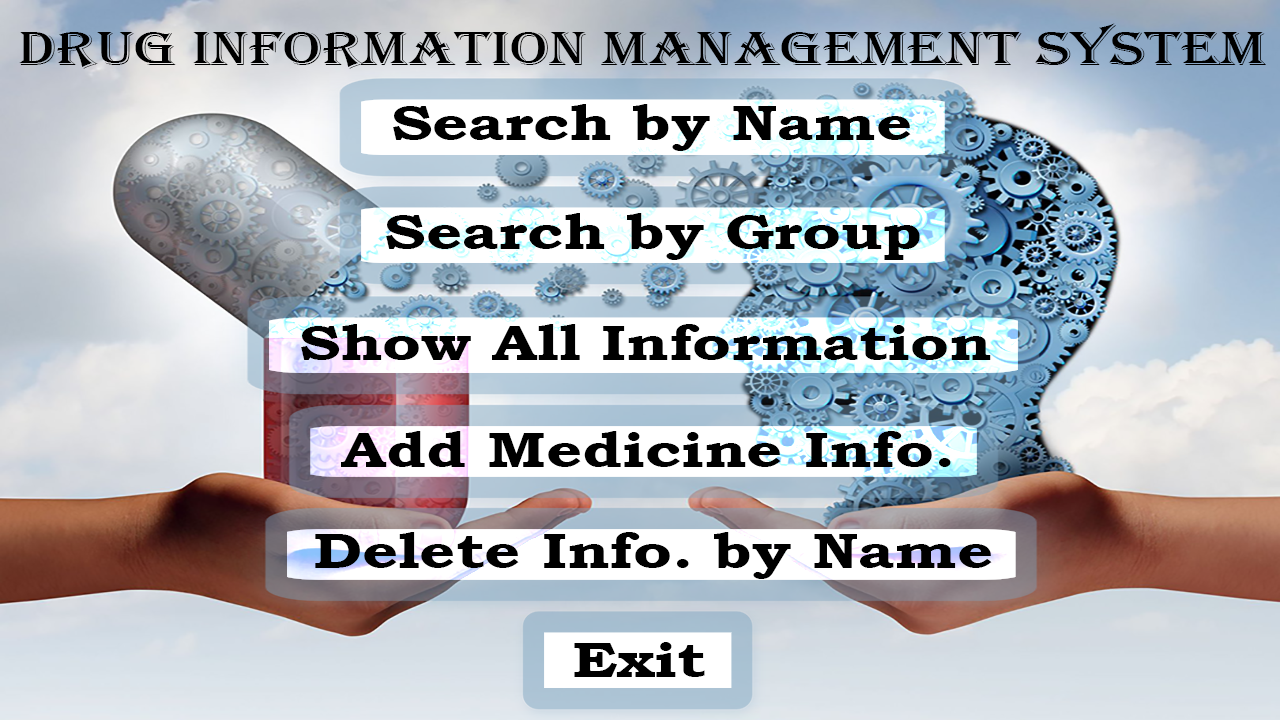 DRUG INFORMATION MANAGEMENT SYSTEM
Search by Name
Search by Group
Show All Information
Add Medicine Info.
Delete Info. by Name
Exit